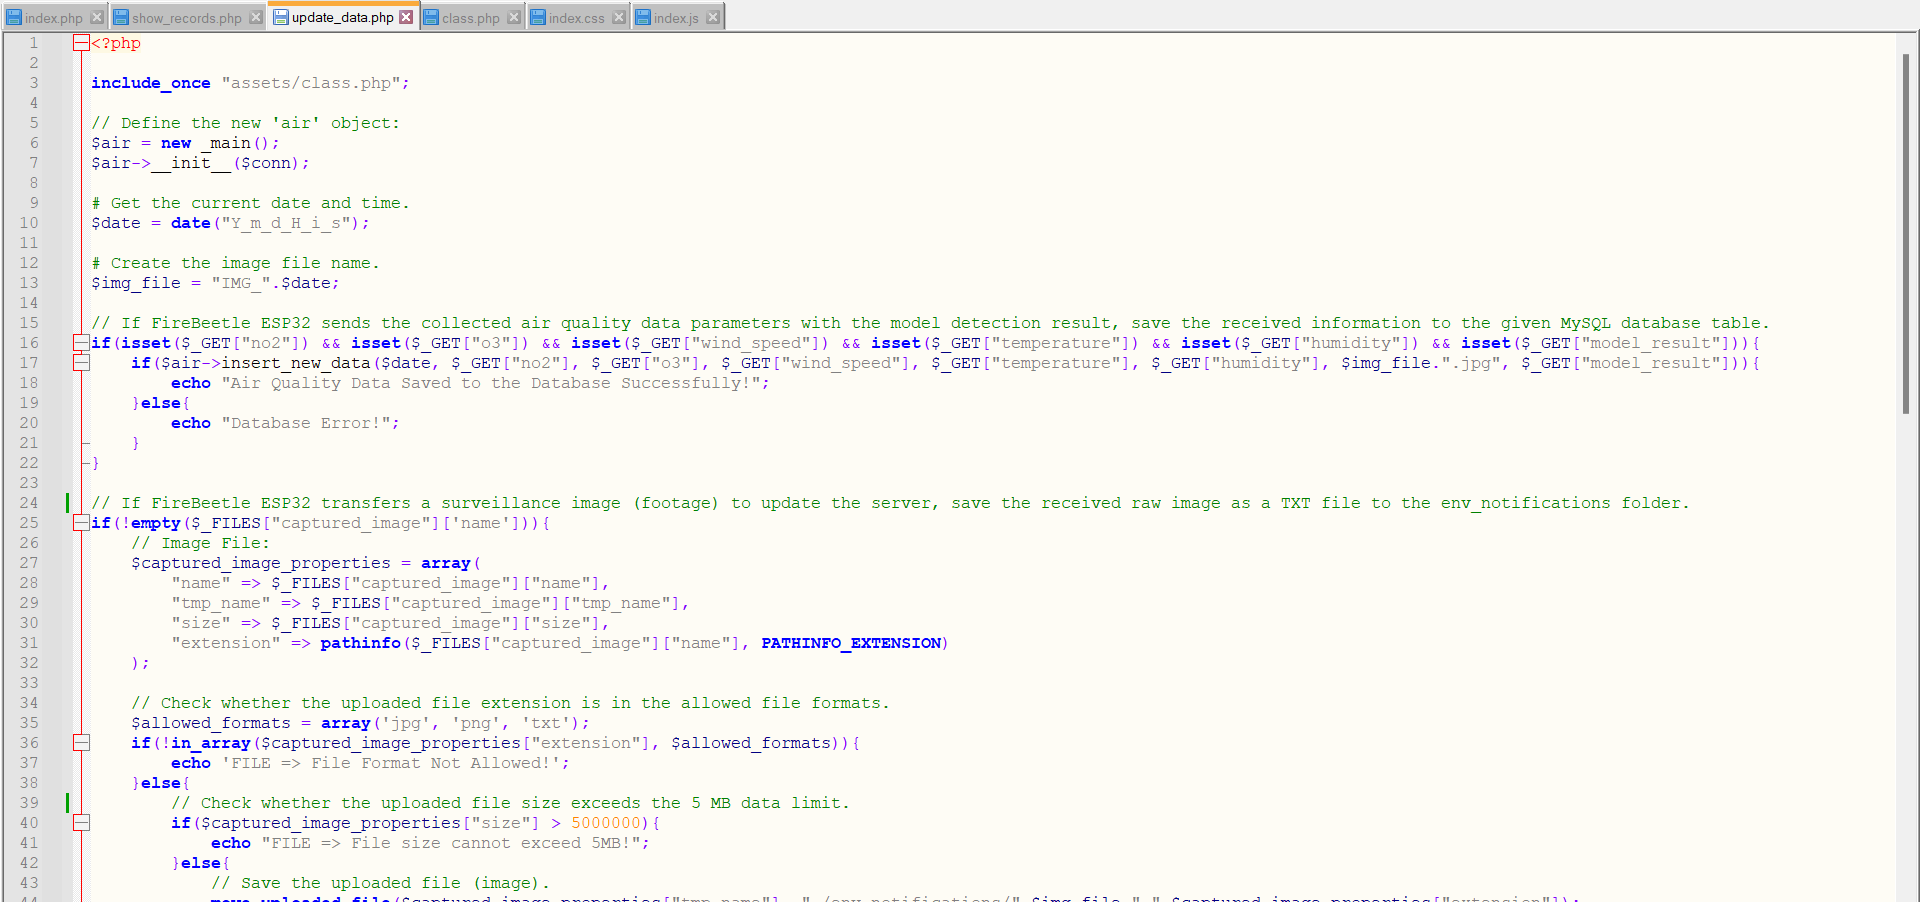 index.php show_records.php update_data.php class.php index.css index.js
1 <?php
2
3 include_once "assets/class.php";
4
5 // Define the new 'air' object:
6 $air = new _main();
7 $air->__init__($conn);
8
9 # Get the current date and time.
10 $date = date("Y_m_d_H_i_s");
11
12 # Create the image file name.
13 $img_file = "IMG_".$date;
14
15 // If FireBeetle ESP32 sends the collected air quality data parameters with the model detection result, save the received information to the given MySQL database table.
16 if(isset($_GET["no2"]) && isset($_GET["o3"]) && isset($_GET["wind_speed"]) && isset($_GET["temperature"]) && isset($_GET["humidity"]) && isset($_GET["model_result"])){
17     if($air->insert_new_data($date, $_GET["no2"], $_GET["o3"], $_GET["wind_speed"], $_GET["temperature"], $_GET["humidity"], $img_file.".jpg", $_GET["model_result"])){
18         echo "Air Quality Data Saved to the Database Successfully!";
19     }else{
20         echo "Database Error!";
21     }
22 }
23
24 // If FireBeetle ESP32 transfers a surveillance image (footage) to update the server, save the received raw image as a TXT file to the env_notifications folder.
25 if(!empty($_FILES["captured_image"]['name'])){
26     // Image File:
27     $captured_image_properties = array(
28         "name" => $_FILES["captured_image"]["name"],
29         "tmp_name" => $_FILES["captured_image"]["tmp_name"],
30         "size" => $_FILES["captured_image"]["size"],
31         "extension" => pathinfo($_FILES["captured_image"]["name"], PATHINFO_EXTENSION)
32     );
33
34     // Check whether the uploaded file extension is in the allowed file formats.
35     $allowed_formats = array('jpg', 'png', 'txt');
36     if(!in_array($captured_image_properties["extension"], $allowed_formats)){
37         echo 'FILE => File Format Not Allowed!';
38     }else{
39         // Check whether the uploaded file size exceeds the 5 MB data limit.
40         if($captured_image_properties["size"] > 5000000){
41             echo "FILE => File size cannot exceed 5MB!";
42         }else{
43             // Save the uploaded file (image).
44             move_uploaded_file($captured_image_properties["tmp_name"], "./env_notifications/".$img_file.".".$captured_image_properties["extension"]);